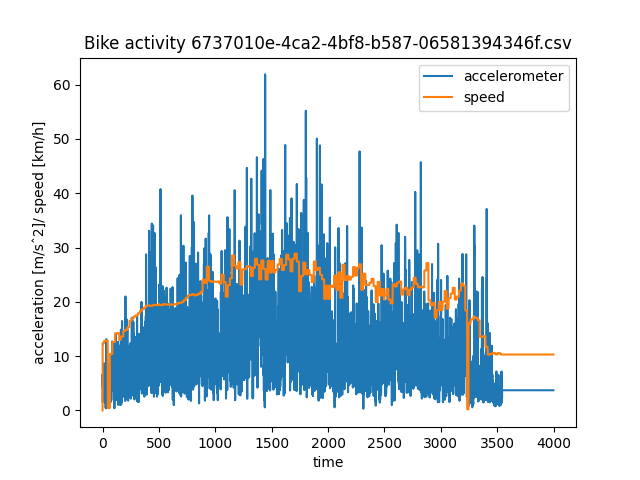 Bike activity 6737010e-4ca2-4bf8-b587-06581394346f.csv
accelerometer
speed
acceleration [m/s^2]/ speed [km/h]
60
50
40
30
20
10
0
0 500 1000 1500 2000 2500 3000 3500 4000
time